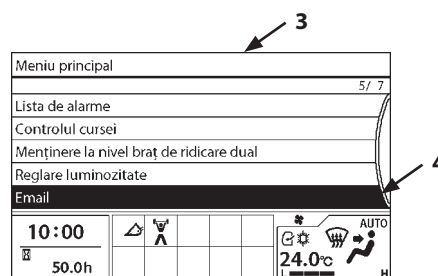 3
Meniu principal
5/ 7
Lista de alarme
Controlul cursei
Menținere la nivel braț de ridicare dual
Reglare luminozitate
Email
4
10:00
AUTO
50.0h
24.0℃
L H